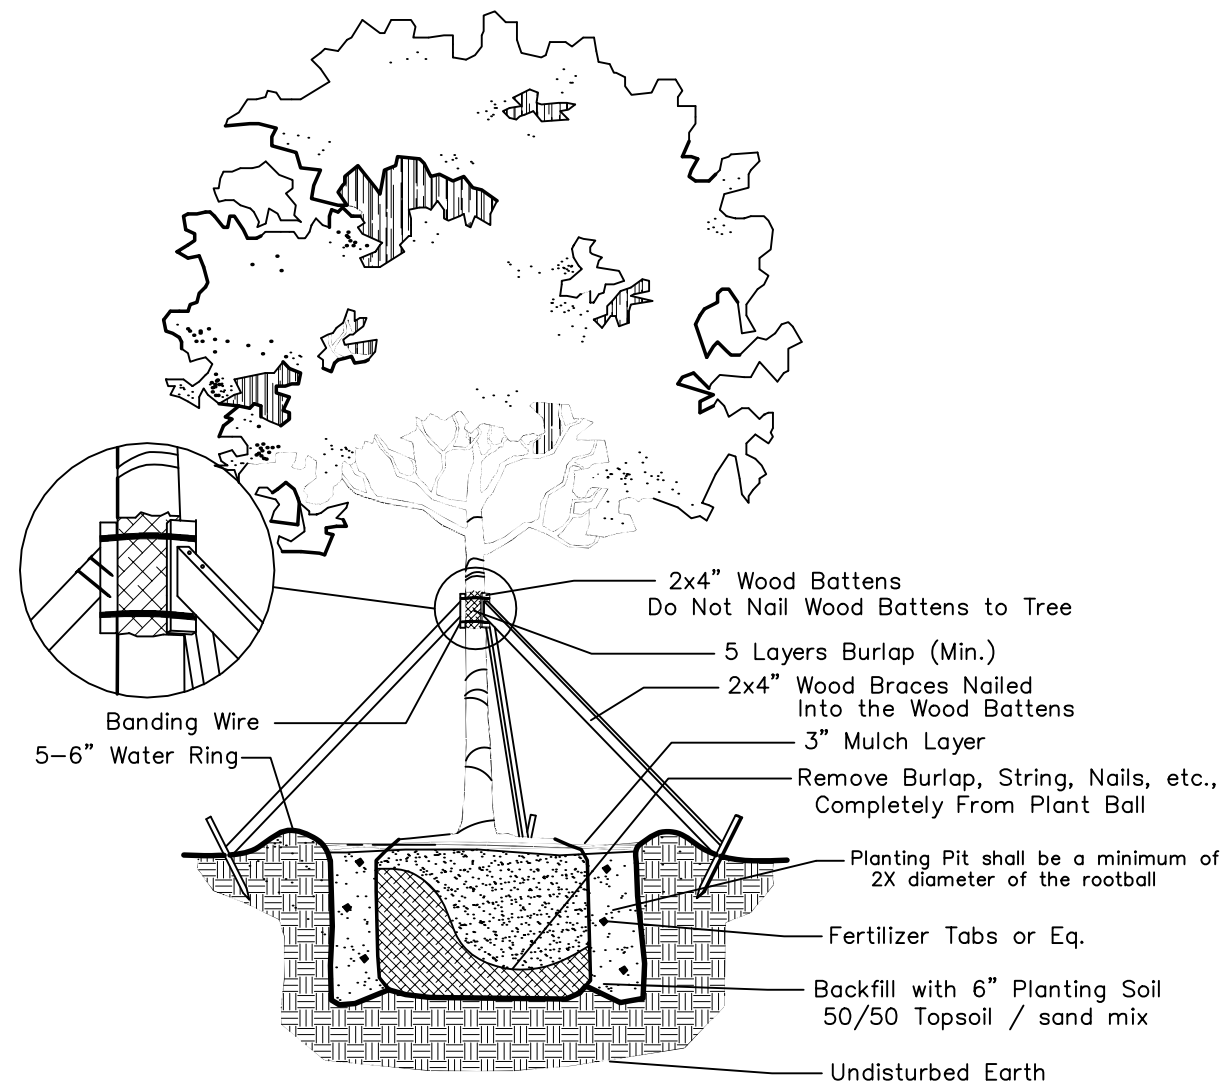 2x4” Wood Battens
Do Not Nail Wood Battens to Tree
5 Layers Burlap (Min.)
2x4” Wood Braces Nailed
Into the Wood Battens
Banding Wire
3” Mulch Layer
5-6” Water Ring
Remove Burlap, String, Nails, etc.,
Completely From Plant Ball
Planting Pit shall be a minimum of
2X diameter of the rootball
Fertilizer Tabs or Eq.
Backfill with 6” Planting Soil
50/50 Topsoil / sand mix
Undisturbed Earth